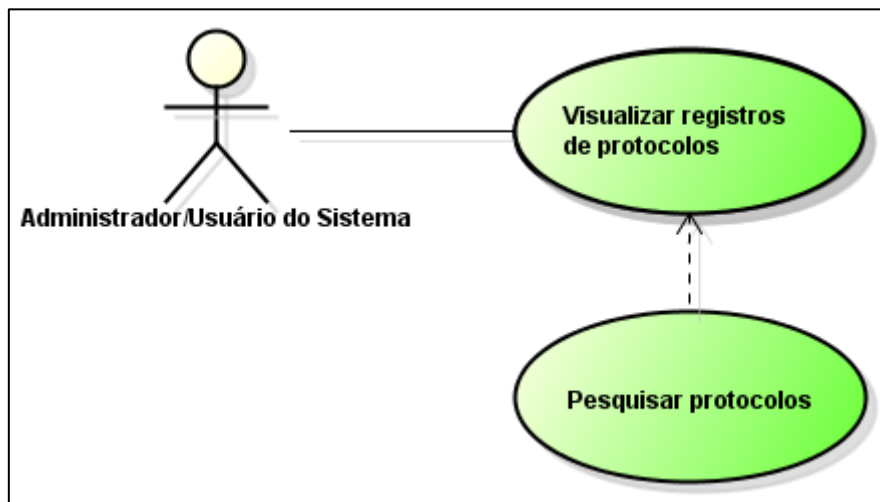 Visualizar registros
de protocolos
Administrador/Usuário do Sistema
Pesquisar protocolos